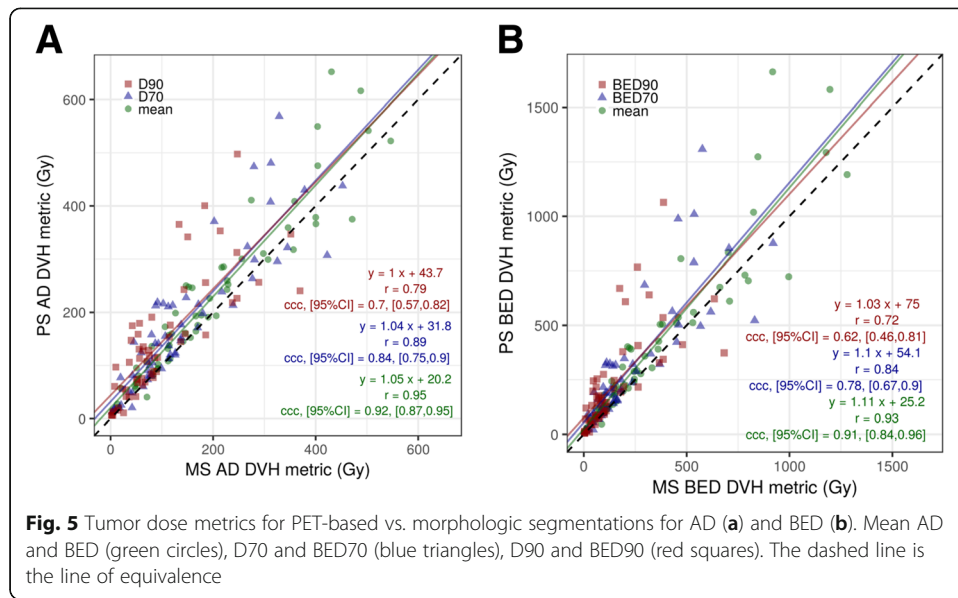 A
B
D90
D70
mean
600
400
200
0
PS AD DVH metric (Gy)
y = 1 x + 43.7
r = 0.79
ccc, [95%CI] = 0.7, [0.57,0.82]
y = 1.04 x + 31.8
r = 0.89
ccc, [95%CI] = 0.84, [0.75,0.9]
y = 1.05 x + 20.2
r = 0.95
ccc, [95%CI] = 0.92, [0.87,0.95]
0 200 400 600
MS AD DVH metric (Gy)
BED90
BED70
mean
1500
1000
500
0
PS BED DVH metric (Gy)
y = 1.03 x + 75
r = 0.72
ccc, [95%CI] = 0.62, [0.46,0.81]
y = 1.1 x + 54.1
r = 0.84
ccc, [95%CI] = 0.78, [0.67,0.9]
y = 1.11 x + 25.2
r = 0.93
ccc, [95%CI] = 0.91, [0.84,0.96]
0 500 1000 1500
MS BED DVH metric (Gy)
Fig. 5 Tumor dose metrics for PET-based vs. morphologic segmentations for AD (a) and BED (b). Mean AD
and BED (green circles), D70 and BED70 (blue triangles), D90 and BED90 (red squares). The dashed line is
the line of equivalence